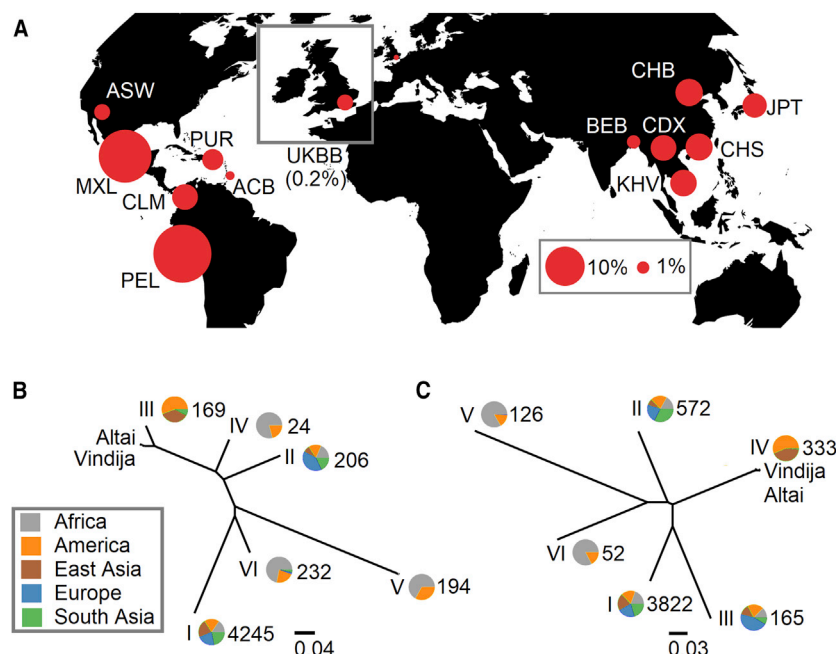 A
ASW
MXL
PUR
CLM
ACB
PEL
UKBB
(0.2%)
CHB
JPT
BEB
CDX
CHS
KHV
10%
1%
B
III
169
IV
24
Altai
Vindija
II
206
Africa
America
East Asia
Europe
South Asia
VI
232
V
194
I
4245
0.04
C
V
126
II
572
IV
333
Vindija
Altai
VI
52
I
3822
III
165
0.03